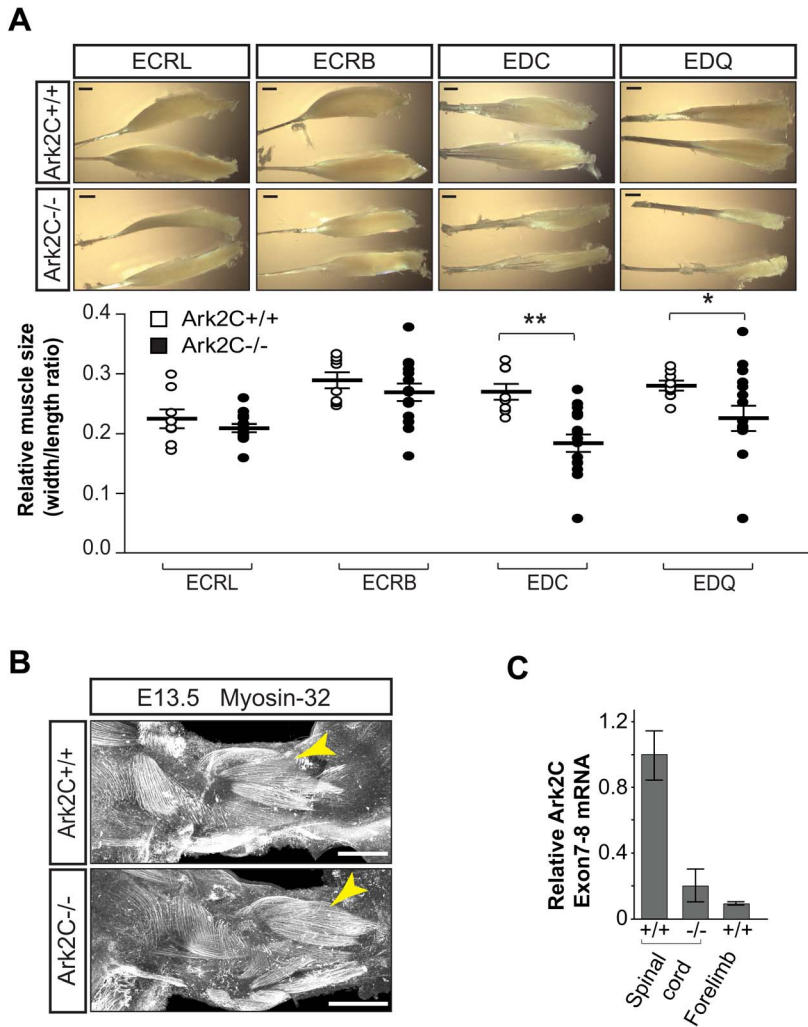 A
ECRL ECRB EDC EDQ
Ark2C+/+
Ark2C-/-
Relative muscle size
(width/length ratio)
0.4
0.3
0.2
0.1
0.0
Ark2C+/+
Ark2C-/-
**
*
ECRL ECRB EDC EDQ
B
E13.5 Myosin-32
Ark2C+/+
Ark2C-/-
C
Relative Ark2C
Exon7-8 mRNA
1.2
0.8
0.4
0
+/+ -/- +/+
Spinal
cord
Forelimb